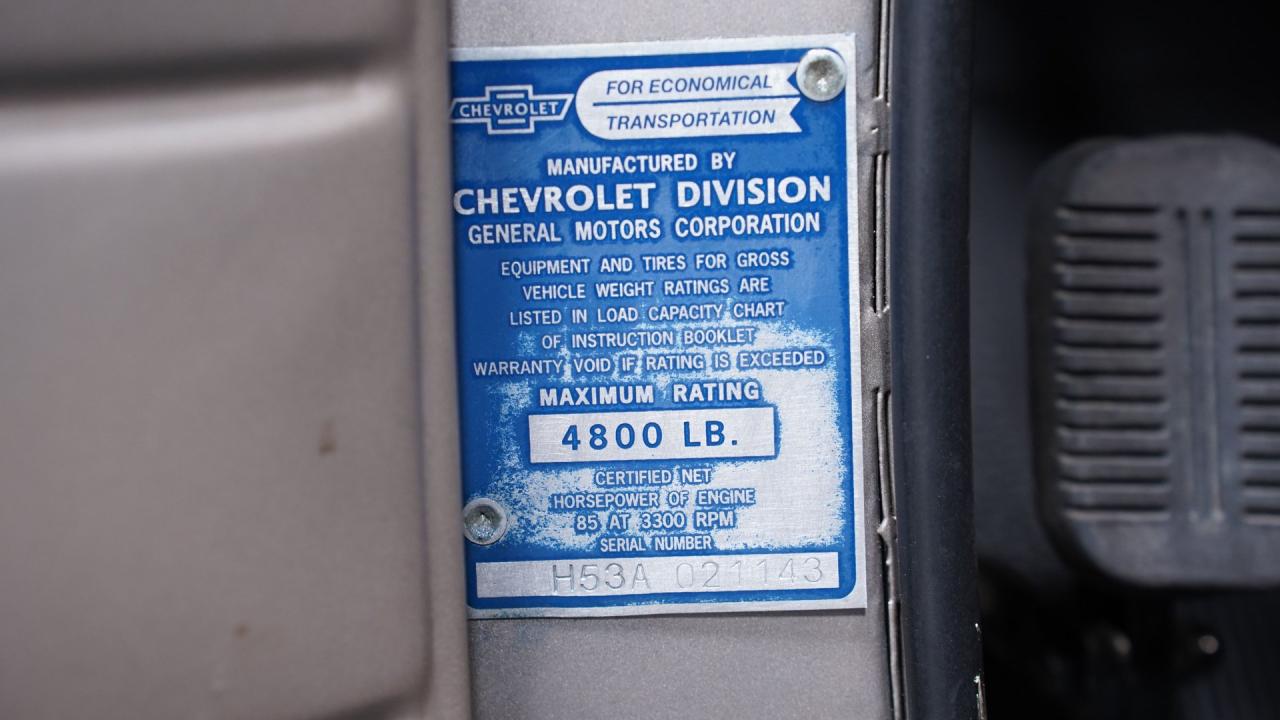 CHEVROLET
FOR ECONOMICAL
TRANSPORTATION
MANUFACTURED BY
CHEVROLET DIVISION
GENERAL MOTORS CORPORATION
EQUIPMENT AND TIRES FOR GROSS
VEHICLE WEIGHT RATINGS ARE
LISTED IN LOAD CAPACITY CHART
OF INSTRUCTION BOOKLET
WARRANTY VOID IF RATING IS EXCEEDED
MAXIMUM RATING
4800 LB.
CERTIFIED NET
HORSEPOWER OF ENGINE
85 AT 3300 RPM
SERIAL NUMBER
H53A 021143